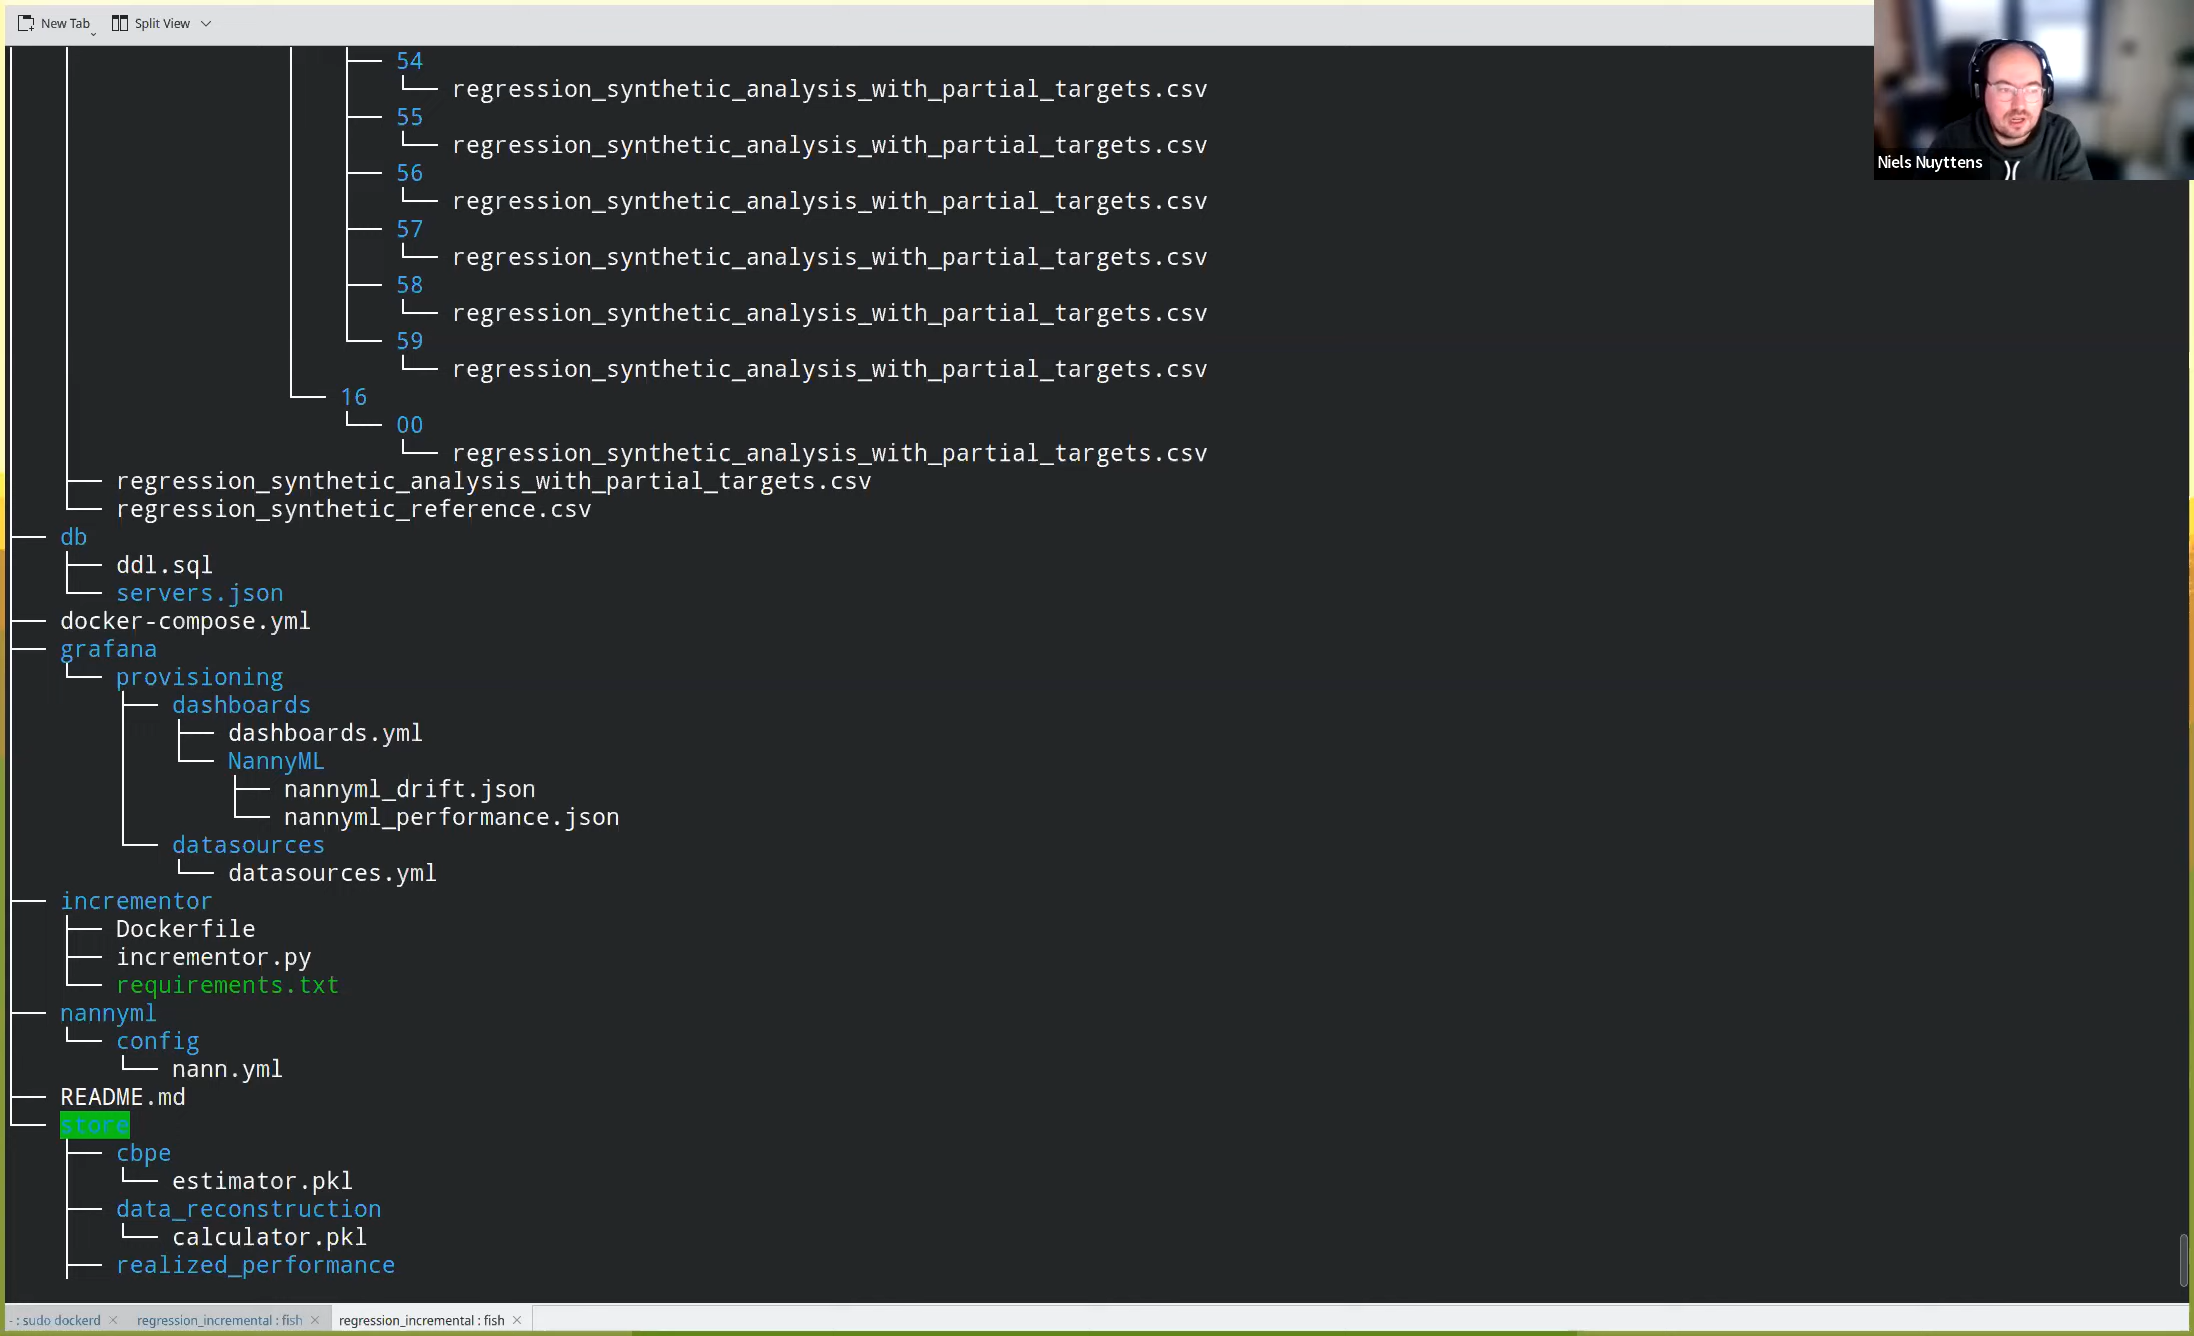 New Tab
Split View
54
regression_synthetic_analysis_with_partial_targets.csv
55
regression_synthetic_analysis_with_partial_targets.csv
56
regression_synthetic_analysis_with_partial_targets.csv
57
regression_synthetic_analysis_with_partial_targets.csv
58
regression_synthetic_analysis_with_partial_targets.csv
59
regression_synthetic_analysis_with_partial_targets.csv
16
00
regression_synthetic_analysis_with_partial_targets.csv
regression_synthetic_analysis_with_partial_targets.csv
regression_synthetic_reference.csv
db
ddl.sql
servers.json
docker-compose.yml
grafana
provisioning
dashboards
dashboards.yml
NannyML
nannyml_drift.json
nannyml_performance.json
datasources
datasources.yml
incrementor
Dockerfile
incrementor.py
requirements.txt
nannyml
config
nann.yml
README.md
store
cbpe
estimator.pkl
data_reconstruction
calculator.pkl
realized_performance
Niels Nuyttens
- : sudo dockerd
regression_incremental : fish
regression_incremental : fish